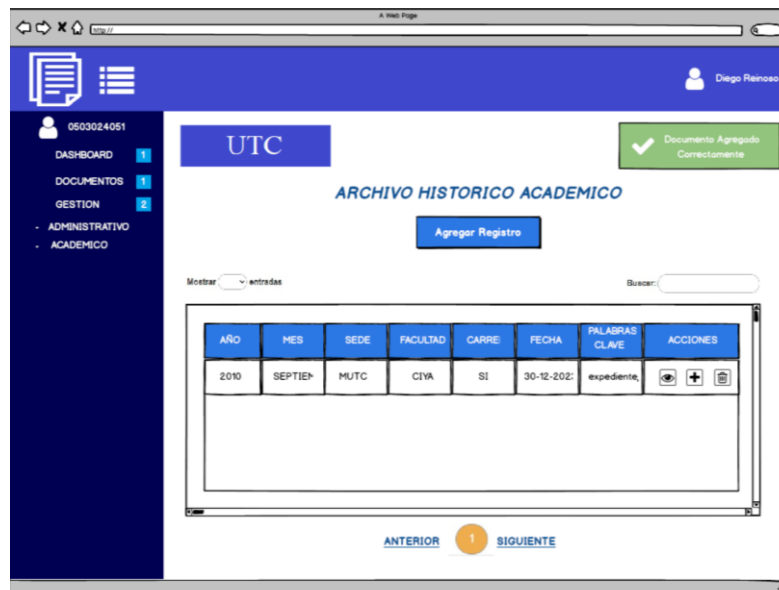 A Web Page
http://
Diego Reinoso
0503024051
DASHBOARD 1
DOCUMENTOS 1
GESTION 2
- ADMINISTRATIVO
- ACADEMICO
UTC
Documento Agregado
Correctamente
ARCHIVO HISTORICO ACADEMICO
Agregar Registro
Mostrar entradas
Buscar:
AÑO MES SEDE FACULTAD CARRE FECHA PALABRAS CLAVE ACCIONES
2010 SEPTIEM MUTC CIYA SI 30-12-202 expediente,
ANTERIOR 1 SIGUIENTE